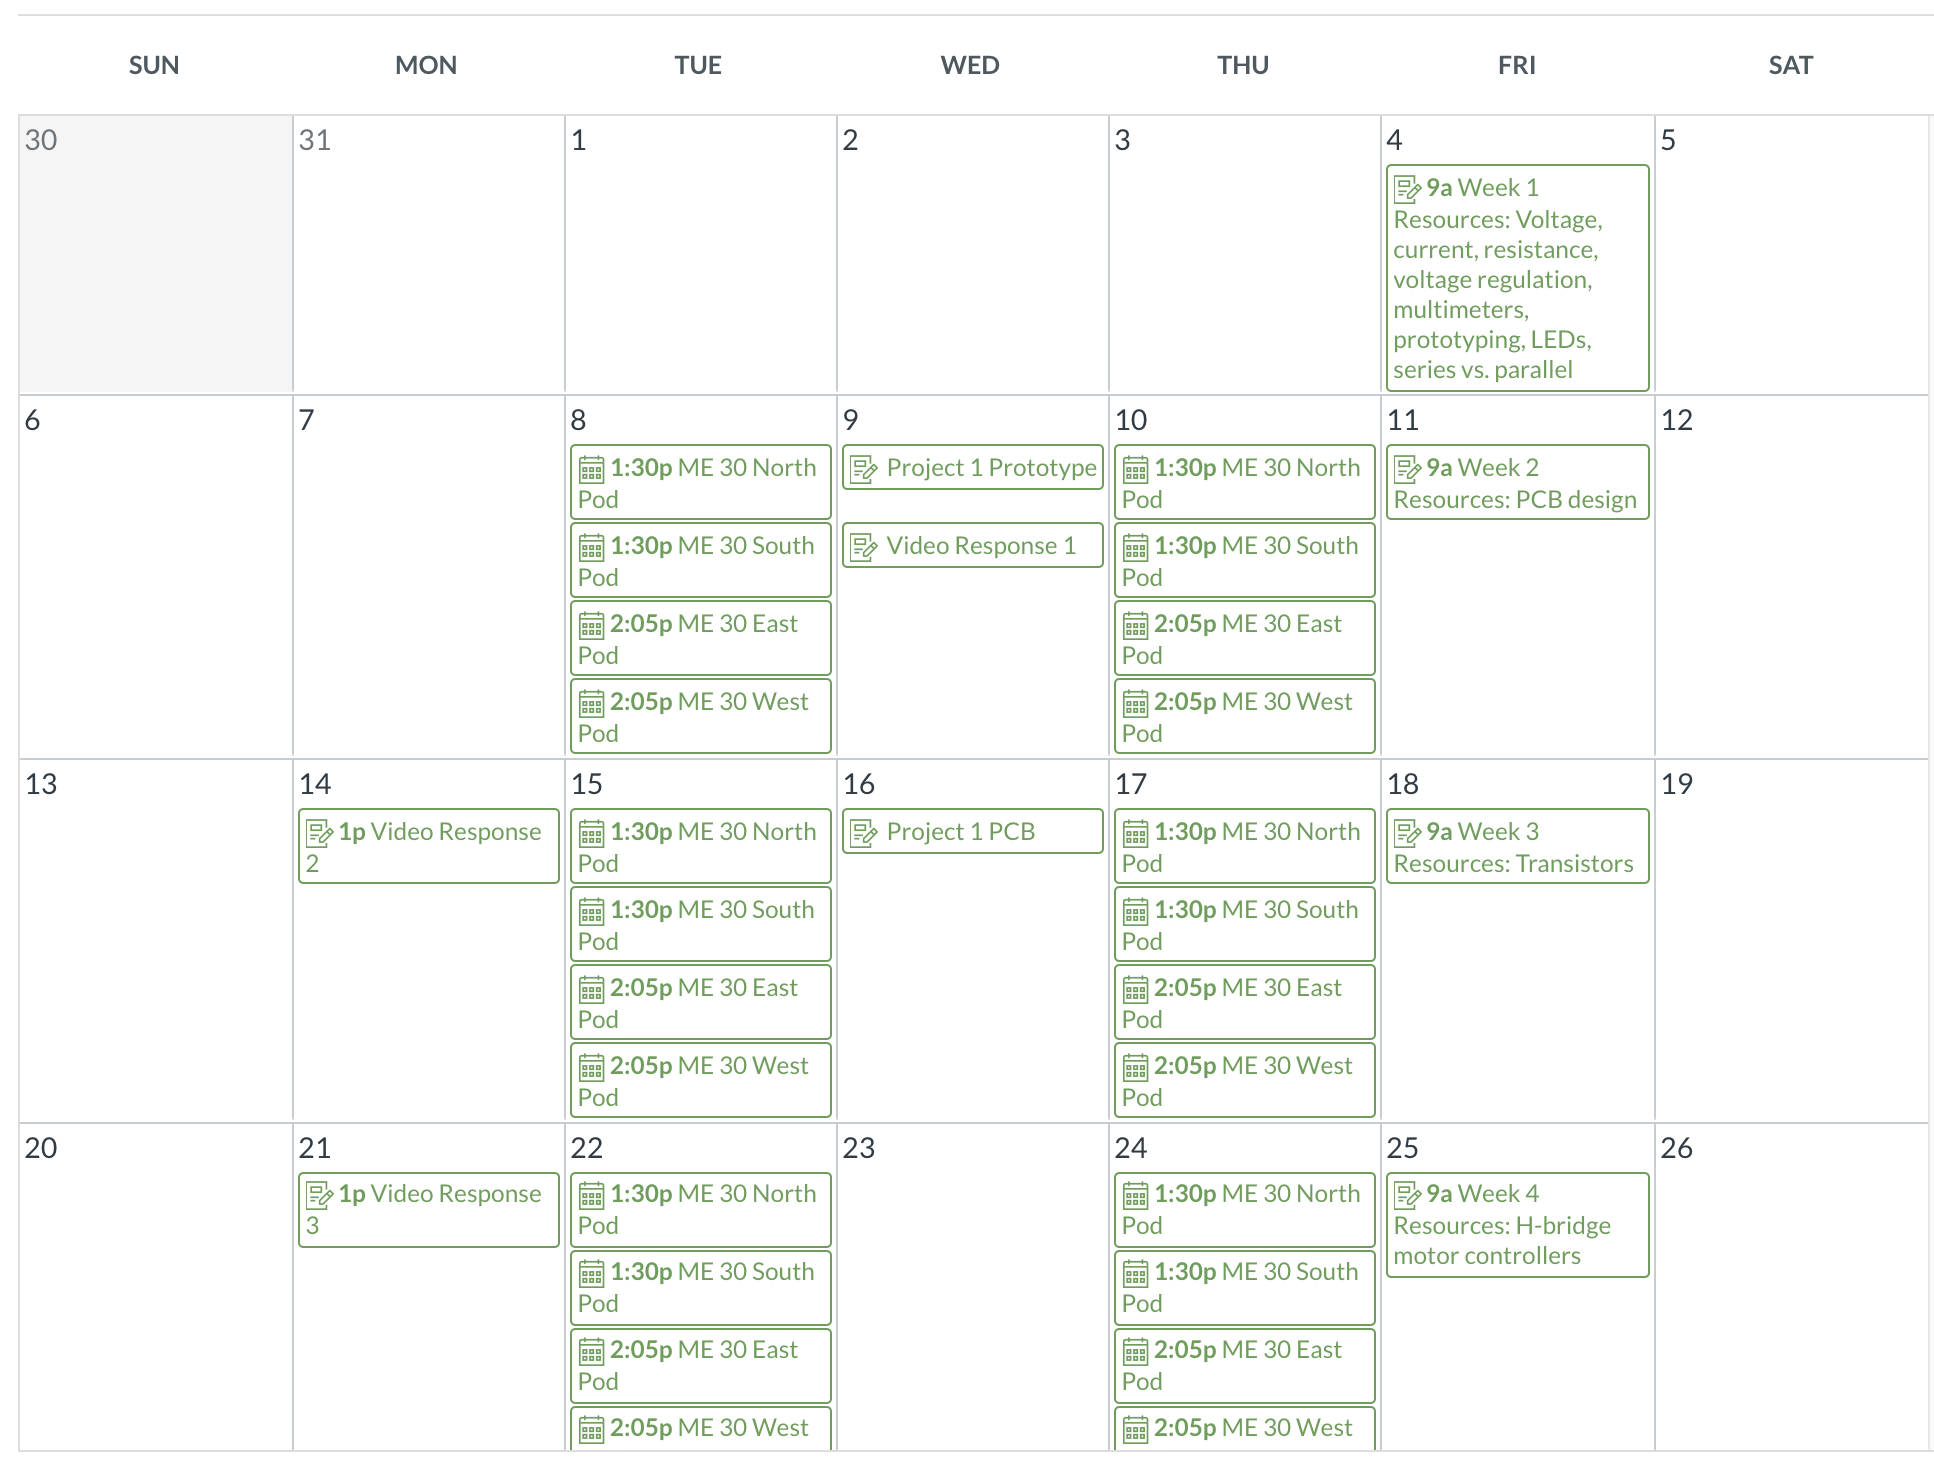 SUN MON TUE WED THU FRI SAT
30 31 1 2 3 4 5
9a Week 1
Resources: Voltage,
current, resistance,
voltage regulation,
multimeters,
prototyping, LEDs,
series vs. parallel
6 7 8 9 10 11 12
1:30p ME 30 North
Pod
1:30p ME 30 South
Pod
2:05p ME 30 East
Pod
2:05p ME 30 West
Pod
Project 1 Prototype
Video Response 1
1:30p ME 30 North
Pod
1:30p ME 30 South
Pod
2:05p ME 30 East
Pod
2:05p ME 30 West
Pod
9a Week 2
Resources: PCB design
13 14 15 16 17 18 19
1p Video Response
2
1:30p ME 30 North
Pod
1:30p ME 30 South
Pod
2:05p ME 30 East
Pod
2:05p ME 30 West
Pod
Project 1 PCB
1:30p ME 30 North
Pod
1:30p ME 30 South
Pod
2:05p ME 30 East
Pod
2:05p ME 30 West
Pod
9a Week 3
Resources: Transistors
20 21 22 23 24 25 26
1p Video Response
3
1:30p ME 30 North
Pod
1:30p ME 30 South
Pod
2:05p ME 30 East
Pod
2:05p ME 30 West
1:30p ME 30 North
Pod
1:30p ME 30 South
Pod
2:05p ME 30 East
Pod
2:05p ME 30 West
9a Week 4
Resources: H-bridge
motor controllers